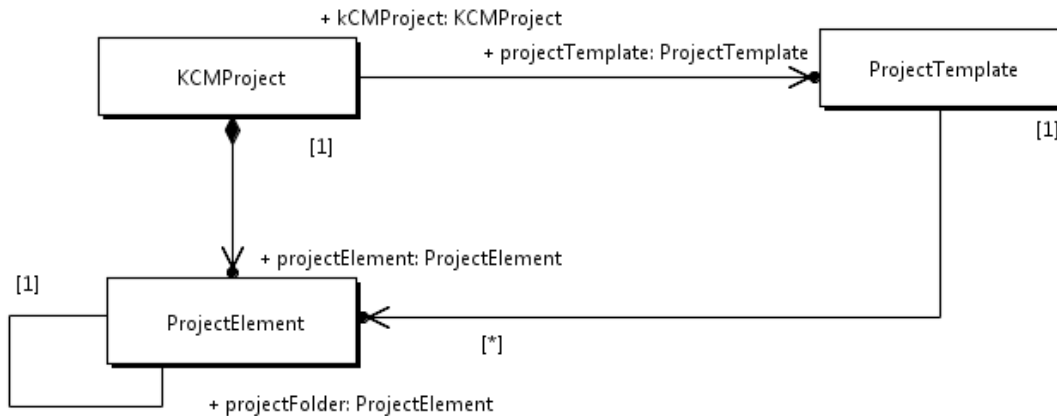 + kCMProject: KCMProject
+ projectTemplate: ProjectTemplate
KCMProject
ProjectTemplate
[1]
[1]
+ projectElement: ProjectElement
[1]
ProjectElement
[*]
+ projectFolder: ProjectElement